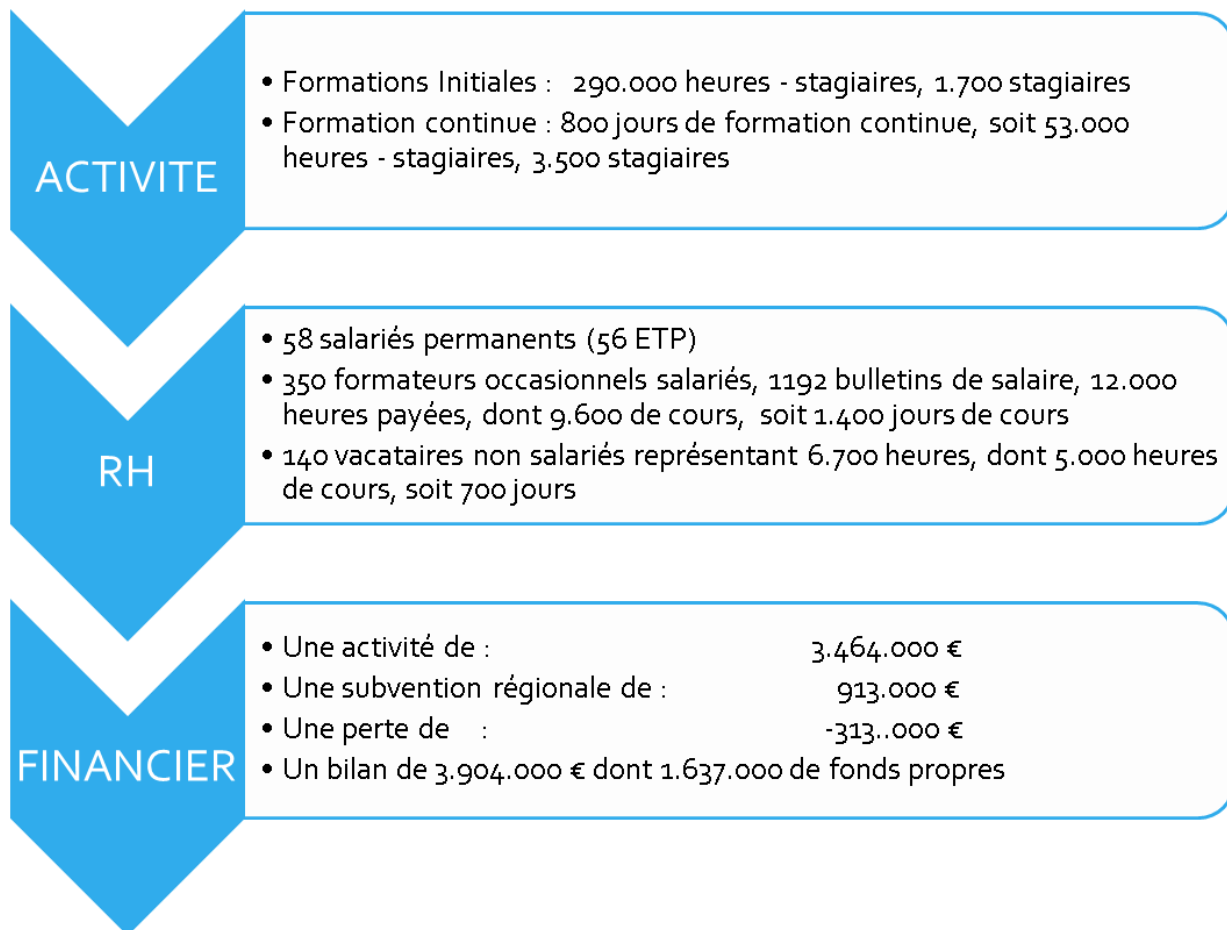 ACTIVITE
• Formations Initiales : 290.000 heures - stagiaires, 1.700 stagiaires
• Formation continue : 800 jours de formation continue, soit 53.000
heures - stagiaires, 3.500 stagiaires
RH
• 58 salariés permanents (56 ETP)
• 350 formateurs occasionnels salariés, 1192 bulletins de salaire, 12.000
heures payées, dont 9.600 de cours, soit 1.400 jours de cours
• 140 vacataires non salariés représentant 6.700 heures, dont 5.000 heures
de cours, soit 700 jours
FINANCIER
• Une activité de : 3.464.000 €
• Une subvention régionale de : 913.000 €
• Une perte de : -313..000 €
• Un bilan de 3.904.000 € dont 1.637.000 de fonds propres